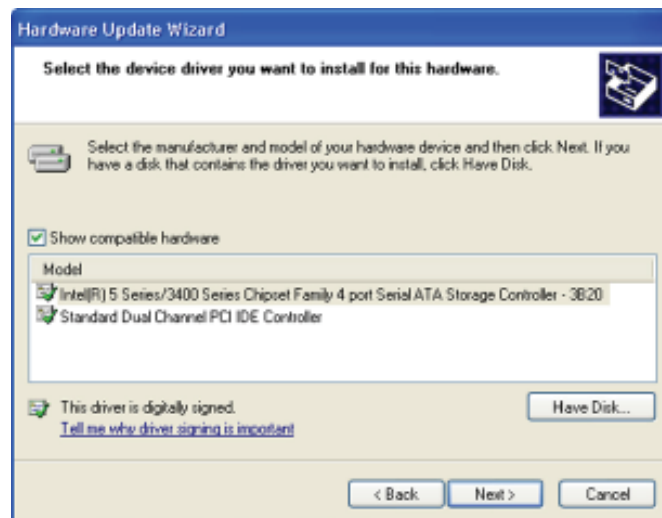 Hardware Update Wizard
Select the device driver you want to install for this hardware.
Select the manufacturer and model of your hardware device and then click Next. If you
have a disk that contains the driver you want to install, click Have Disk.
Show compatible hardware
Model
Intel(R) 5 Series/3400 Series Chipset Family 4 port Serial ATA Storage Controller - 3B20
Standard Dual Channel PCI IDE Controller
This driver is digitally signed.
Have Disk...
Tell me why driver signing is important
< Back
Next >
Cancel